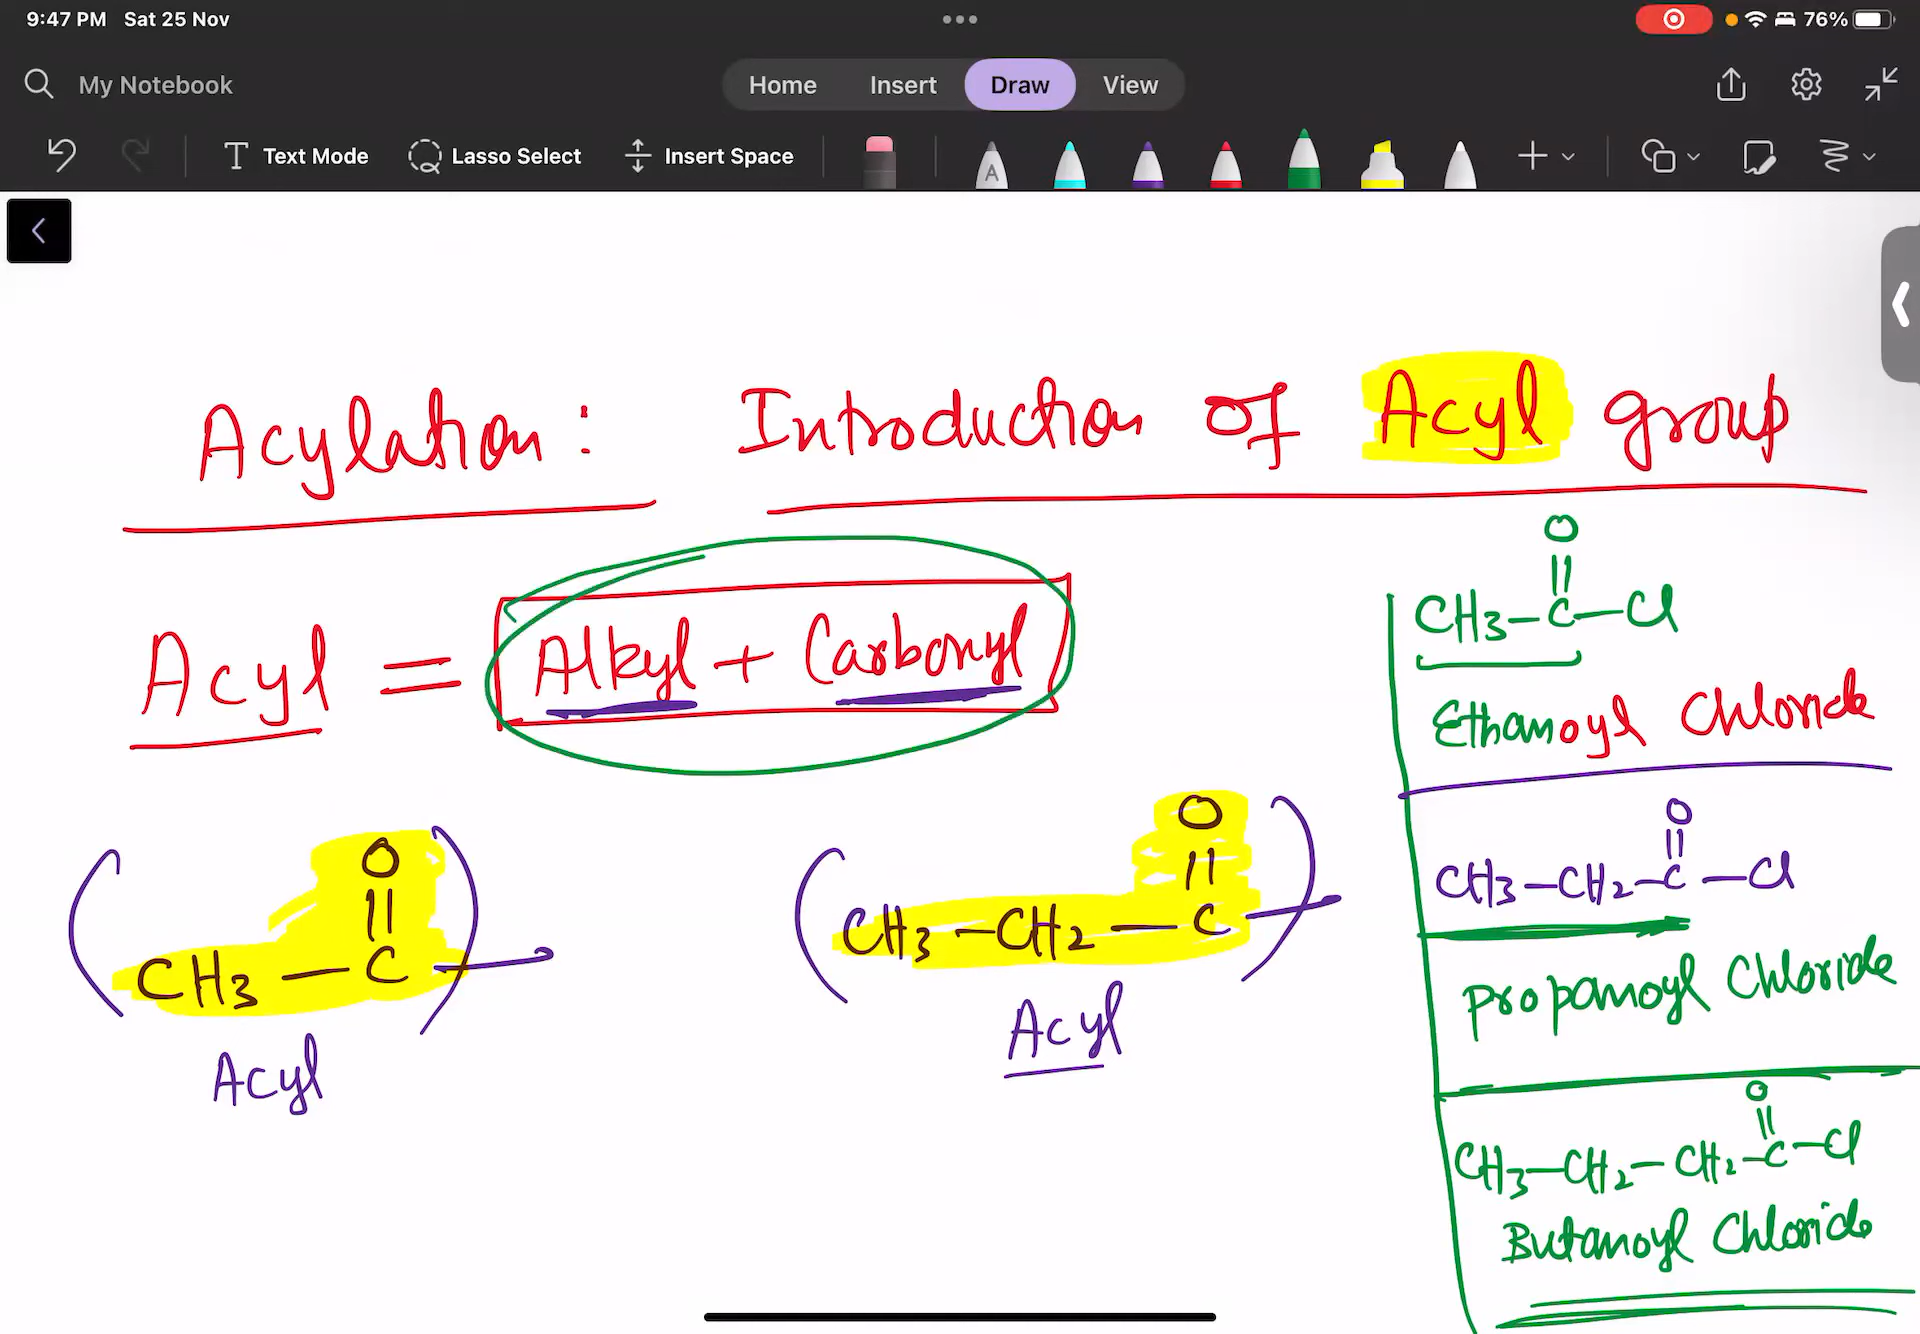 9:47 PM Sat 25 Nov
76%
My Notebook
Home Insert Draw View
Text Mode Lasso Select Insert Space
A
Acylation: Introduction of Acyl group
Acyl = Alkyl + Carbonyl
O
||
CH3-C-Cl
Ethanoyl Chloride
O
||
CH3-CH2-C-Cl
Propanoyl Chloride
O
||
CH3-CH2-CH2-C-Cl
Butanoyl Chloride
O
||
(CH3-C)-
Acyl
O
||
(CH3-CH2-C)-
Acyl